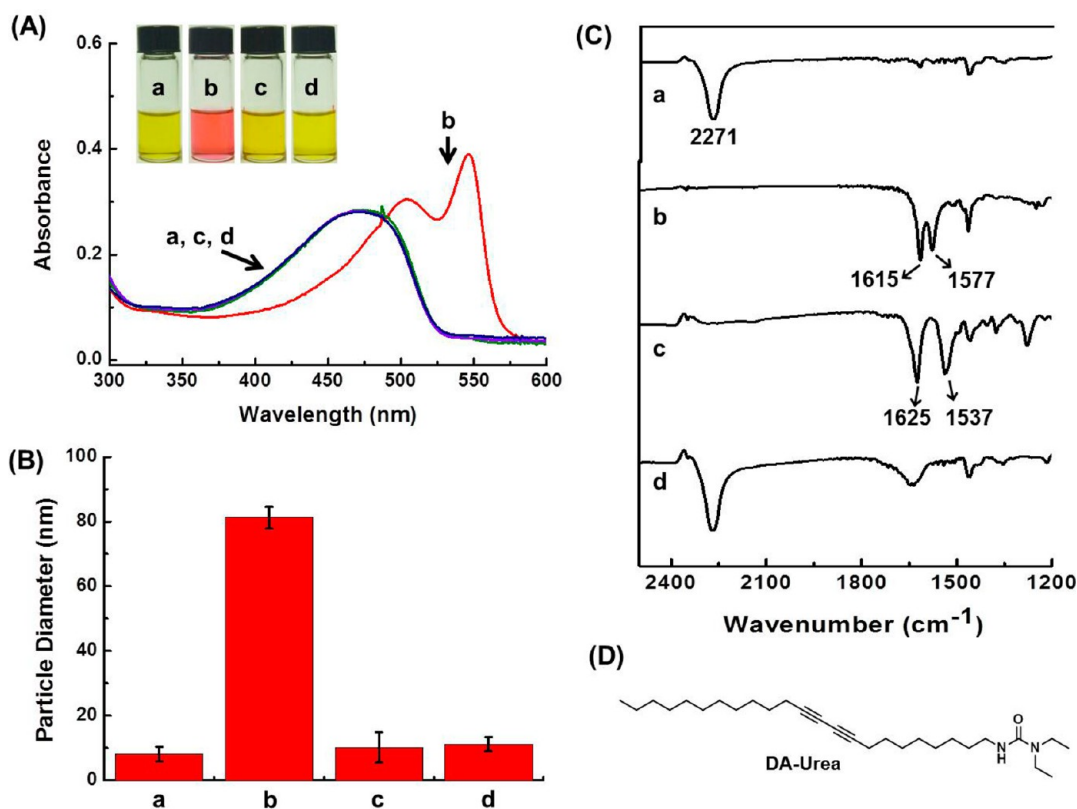 (A)
0.6
0.4
0.2
0.0
Absorbance
a b c d
b
a, c, d
300 350 400 450 500 550 600
Wavelength (nm)
(B)
100
80
60
40
20
0
Particle Diameter (nm)
a b c d
(C)
a
2271
b
1615 1577
c
1625 1537
d
2400 2100 1800 1500 1200
Wavenumber (cm⁻¹)
(D)
O
N
H
N
DA-Urea